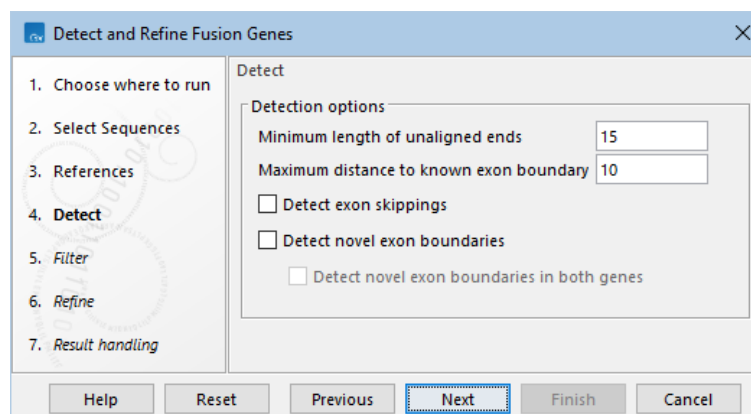 Detect and Refine Fusion Genes
1. Choose where to run
2. Select Sequences
3. References
4. Detect
5. Filter
6. Refine
7. Result handling
Detect
Detection options
Minimum length of unaligned ends 15
Maximum distance to known exon boundary 10
Detect exon skippings
Detect novel exon boundaries
Detect novel exon boundaries in both genes
Help Reset Previous Next Finish Cancel